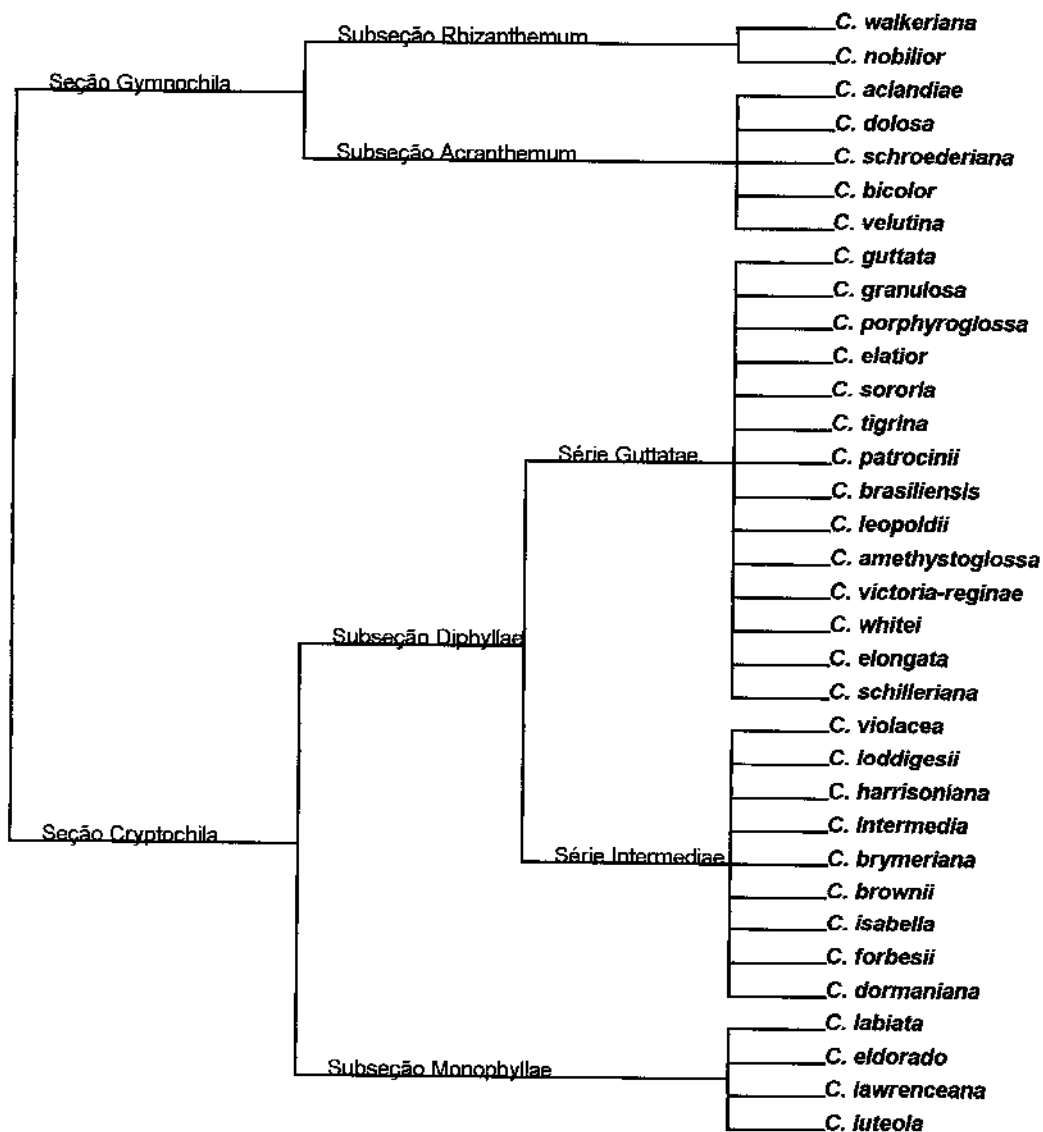 C. walkeriana
Subseção Rhizanthemum
C. nobilior
Seção Gymnochila
C. aclandiae
C. dolosa
Subseção Acranthemum
C. schroederiana
C. bicolor
C. velutina
C. guttata
C. granulosa
C. porphyroglossa
C. elatior
C. sororia
C. tigrina
Série Guttatae
C. patrocinii
C. brasiliensis
C. leopoldii
C. amethystoglossa
C. victoria-reginae
C. whitei
Subseção Diphyllae
C. elongata
C. schilleriana
C. violacea
C. loddigesii
C. harrisoniana
C. intermedia
Seção Cryptochila
Série Intermediae
C. brymeriana
C. brownii
C. isabella
C. forbesii
C. dormaniana
C. labiata
C. eldorado
Subseção Monophyllae
C. lawrenceana
C. luteola